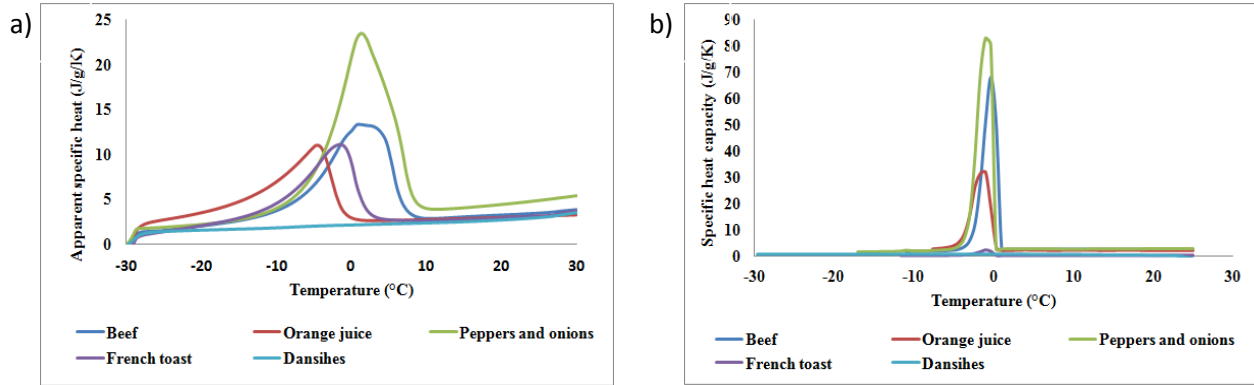 a)
Apparent specific heat (J/g/K)
25
20
15
10
5
0
-30 -20 -10 0 10 20 30
Temperature (°C)
Beef Orange juice Peppers and onions
French toast Dansihes
b)
Specific heat capacity (J/g/K)
90
80
70
60
50
40
30
20
10
0
-30 -20 -10 0 10 20 30
Temperature (°C)
Beef Orange juice Peppers and onions
French toast Dansihes